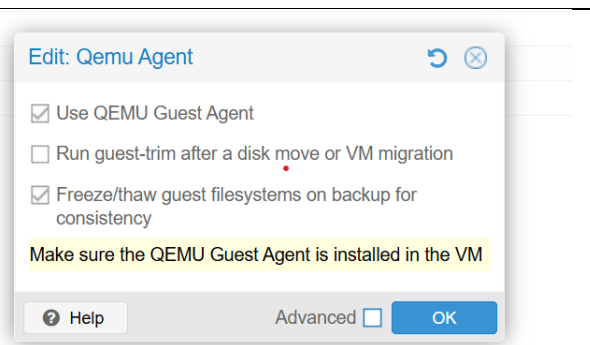 Edit: Qemu Agent
Use QEMU Guest Agent
Run guest-trim after a disk move or VM migration
Freeze/thaw guest filesystems on backup for
consistency
Make sure the QEMU Guest Agent is installed in the VM
Help
Advanced
OK